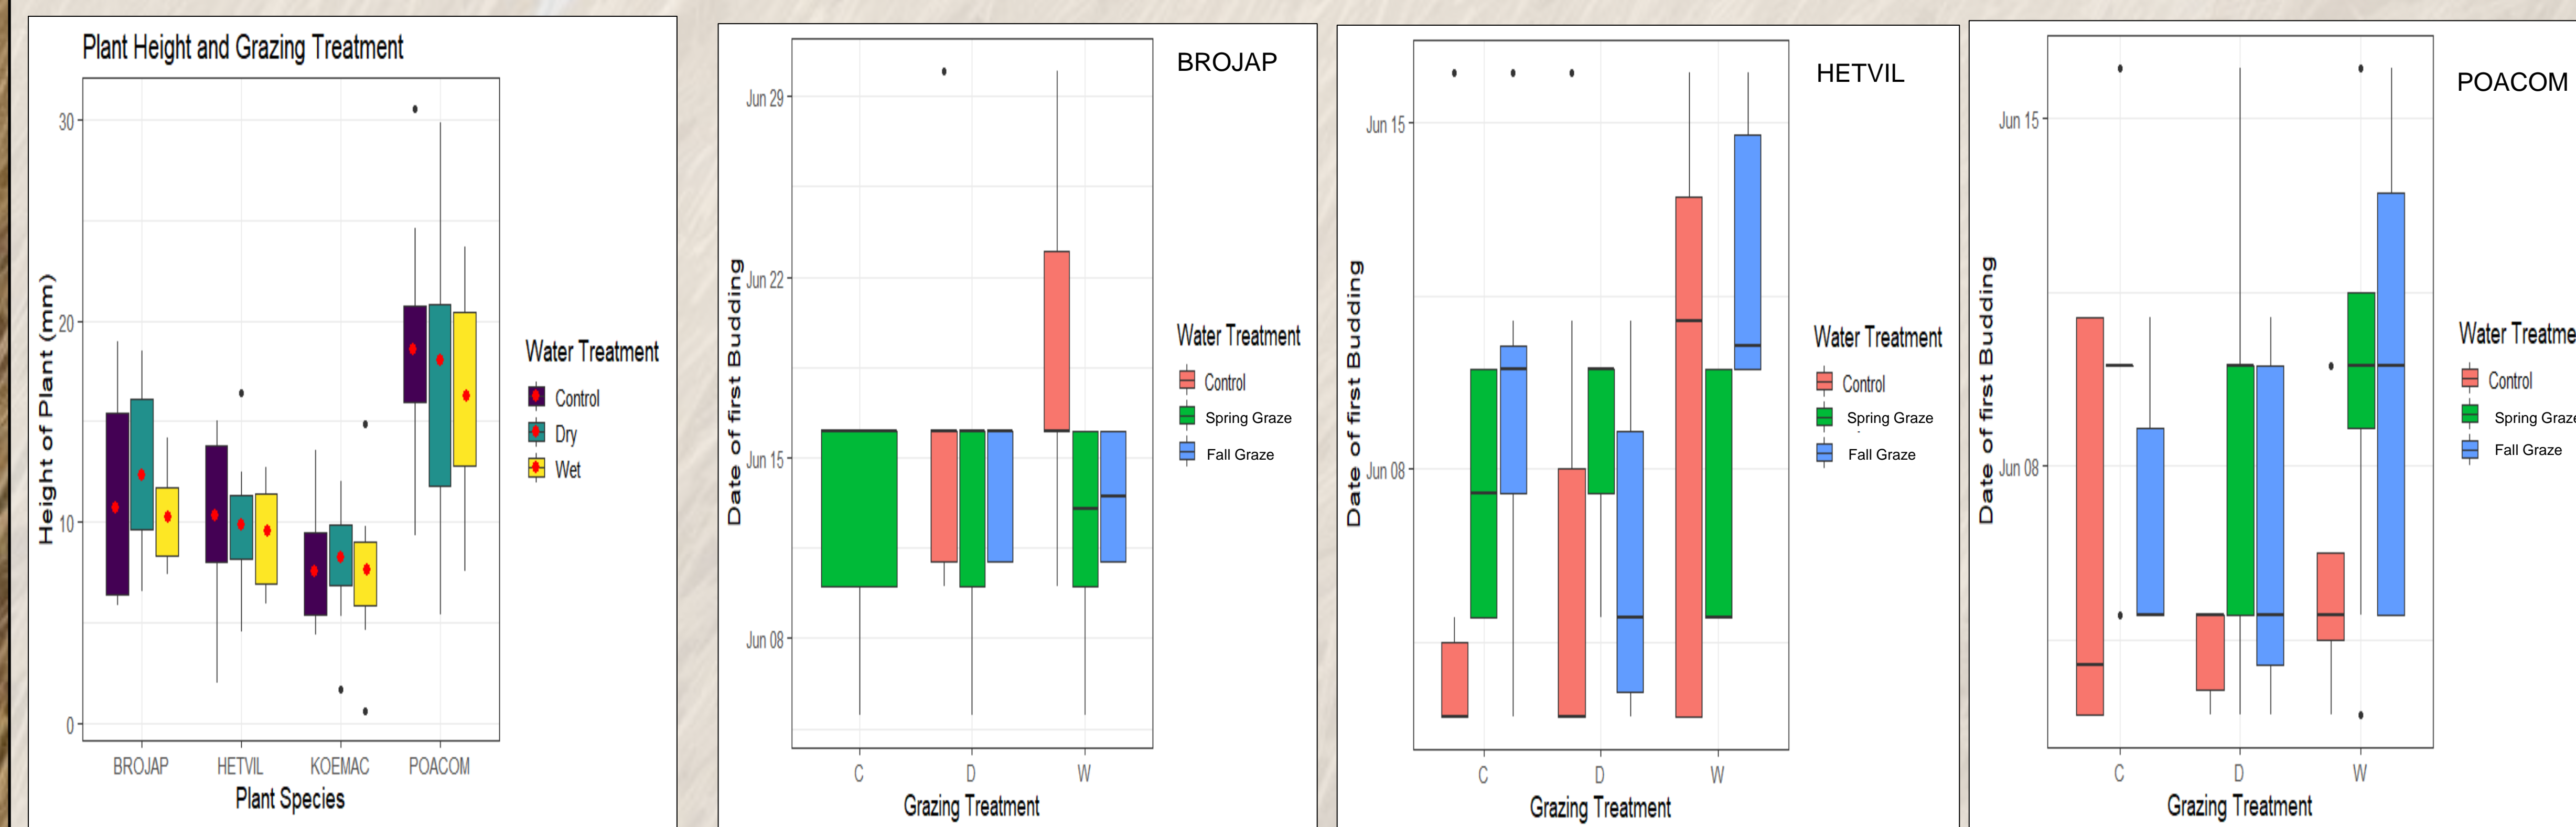 Plant Height and Grazing Treatment
Height of Plant (mm)
30
20
10
0
BROJAP HETVIL KOEMAC POACOM
Plant Species
Water Treatment
Control
Dry
Wet
BROJAP
Date of first Budding
Jun 29
Jun 22
Jun 15
Jun 08
C D W
Grazing Treatment
Water Treatment
Control
Spring Graze
Fall Graze
HETVIL
Date of first Budding
Jun 15
Jun 08
C D W
Grazing Treatment
Water Treatment
Control
Spring Graze
Fall Graze
POACOM
Date of first Budding
Jun 15
Jun 08
C D W
Grazing Treatment
Water Treatme
Control
Spring Graze
Fall Graze